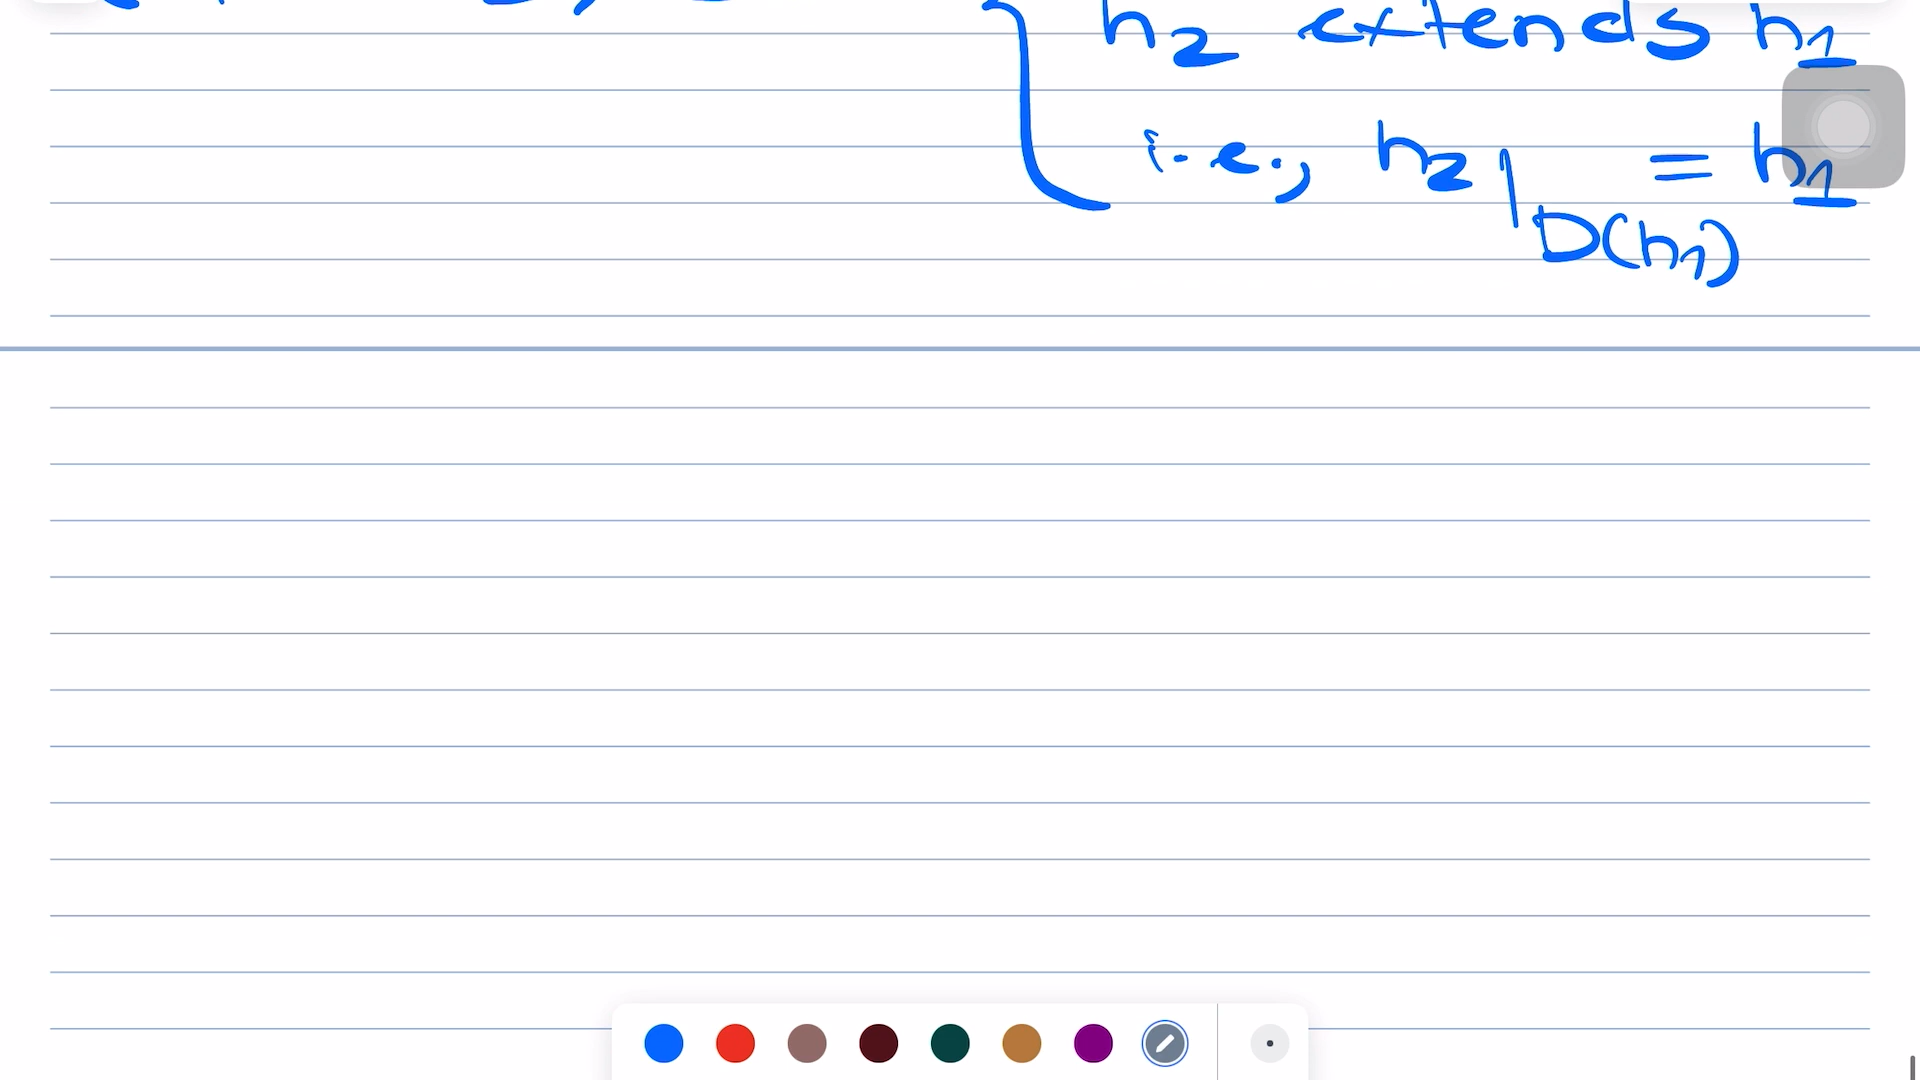 h₂ extends h₁
i.e., h₂|D(h₁) = h₁